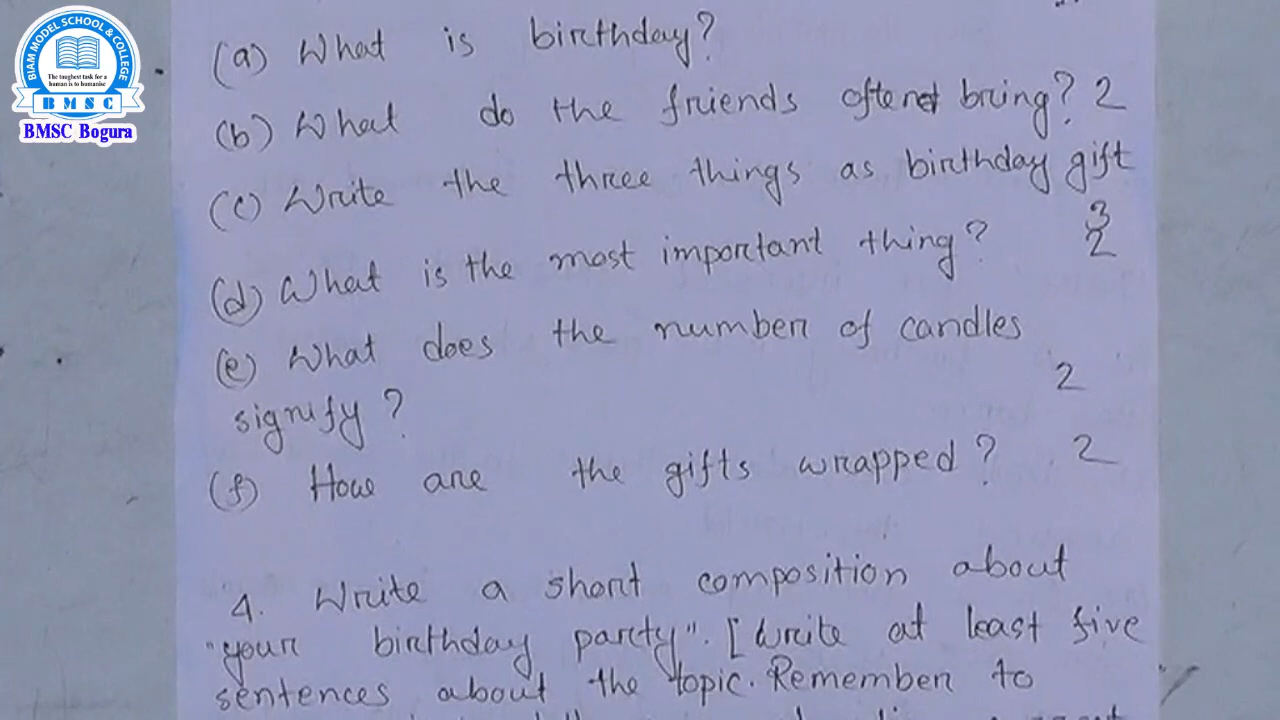 BIAM MODEL SCHOOL & COLLEGE
The toughest task for a
human is to humanise
B M S C
BMSC Bogura
(a) What is birthday?
(b) What do the friends often bring? 2
(c) Write the three things as birthday gift
3
(d) What is the most important thing? 2
(e) What does the number of candles
signify? 2
(f) How are the gifts wrapped? 2
4. Write a short composition about
"your birthday party". [Write at least five
sentences about the topic. Remember to